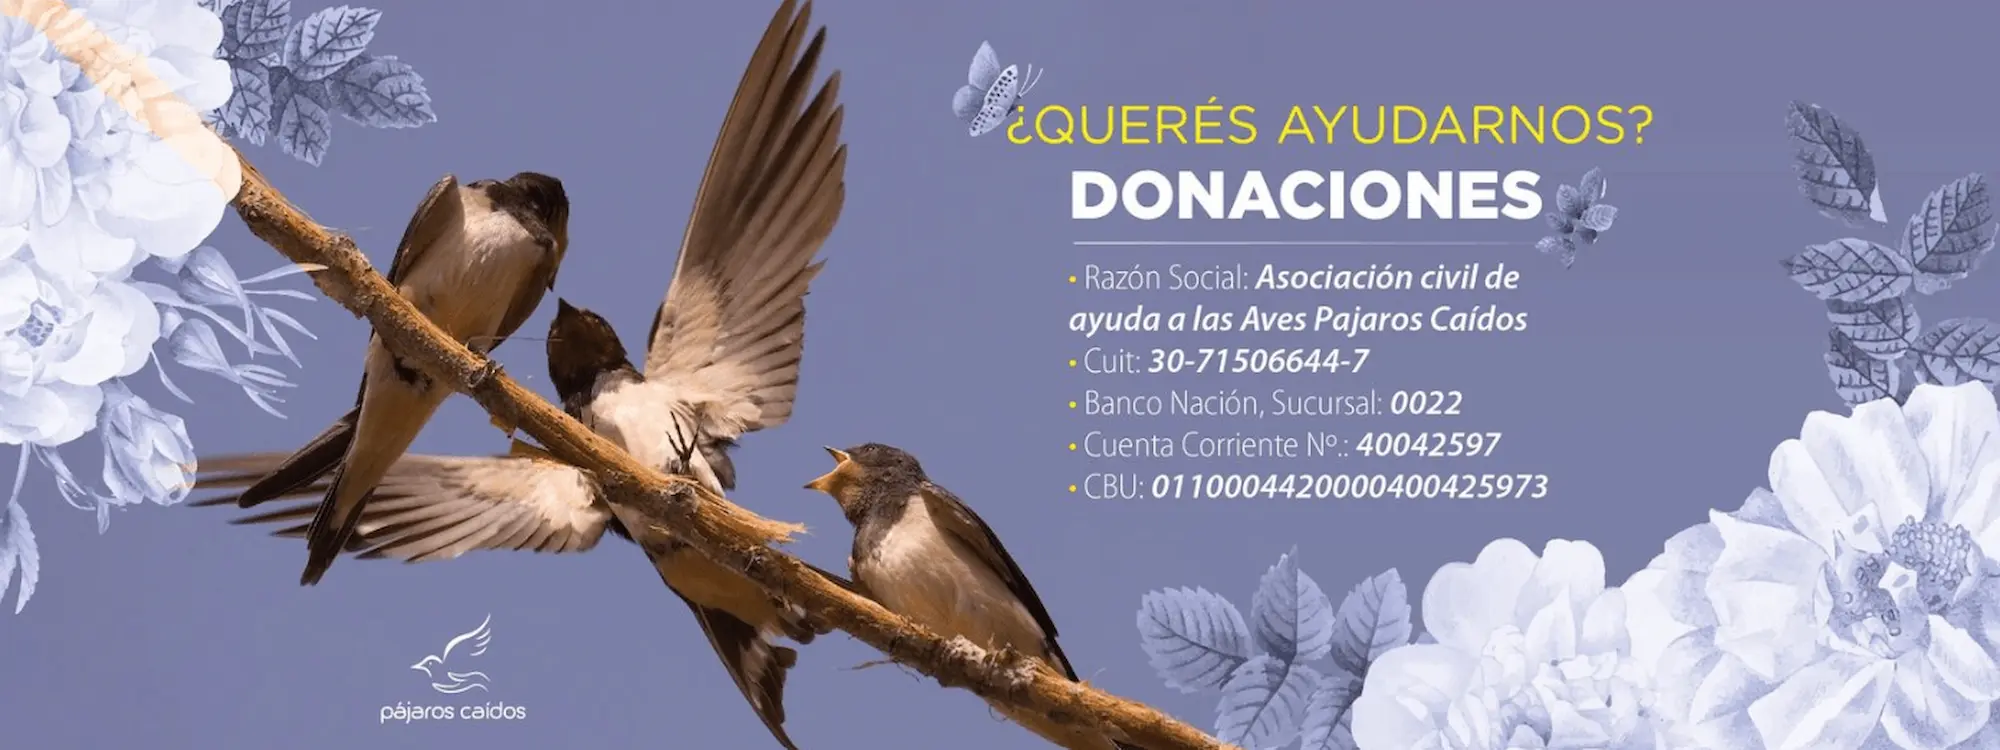 ¿QUERÉS AYUDARNOS?
DONACIONES
• Razón Social: Asociación civil de
ayuda a las Aves Pajaros Caídos
• Cuit: 30-71506644-7
• Banco Nación, Sucursal: 0022
• Cuenta Corriente Nº.: 40042597
• CBU: 0110004420000400425973
pájaros caídos